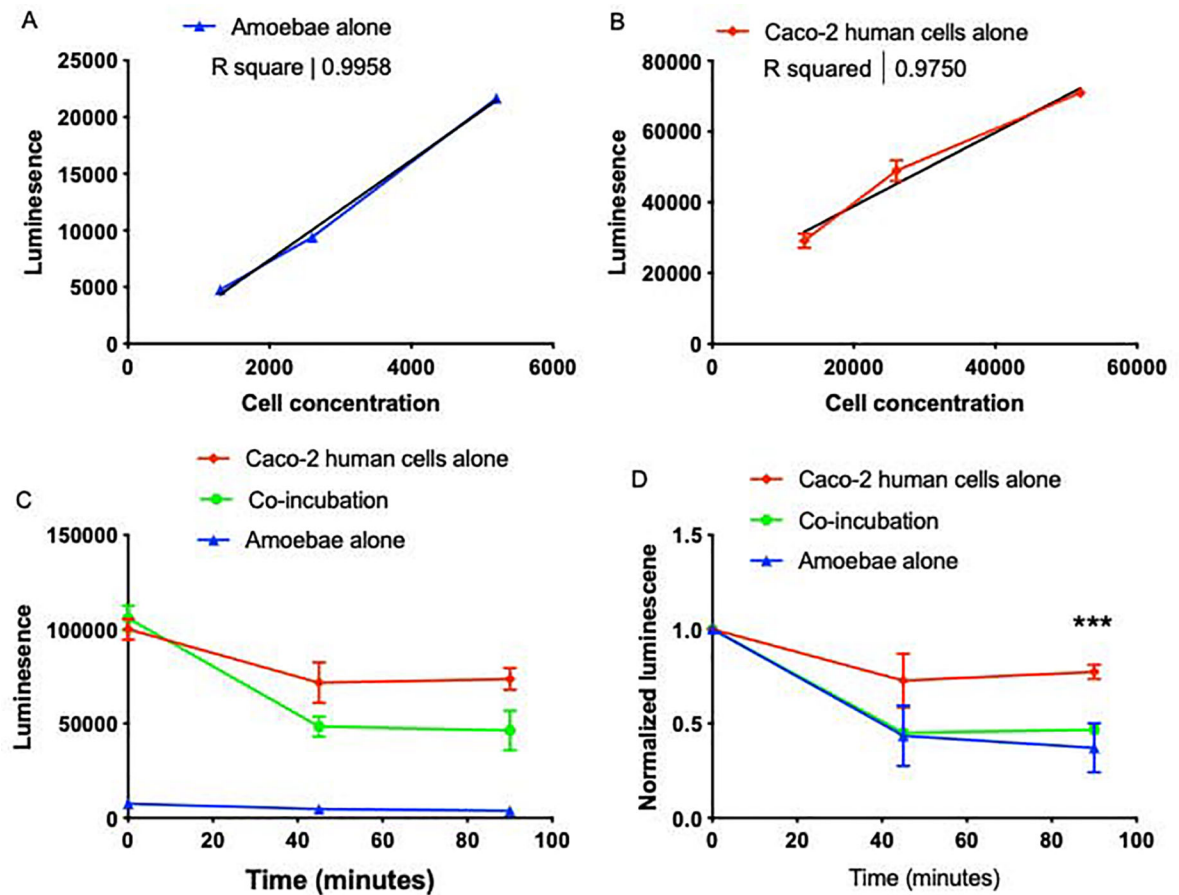 A
Amoebae alone
R square | 0.9958
25000
20000
15000
10000
5000
0
Luminesence
0 2000 4000 6000
Cell concentration
B
Caco-2 human cells alone
R squared | 0.9750
80000
60000
40000
20000
0
Luminesence
0 20000 40000 60000
Cell concentration
C
Caco-2 human cells alone
Co-incubation
Amoebae alone
150000
100000
50000
0
Luminesence
0 20 40 60 80 100
Time (minutes)
D
Caco-2 human cells alone
Co-incubation
Amoebae alone
1.5
1.0
0.5
0.0
Normalized luminescene
***
0 20 40 60 80 100
Time (minutes)